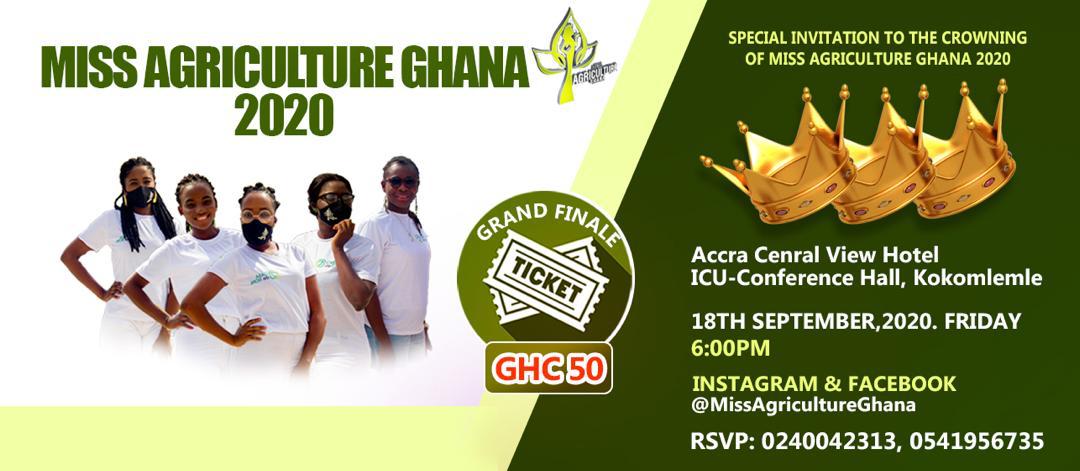 MISS AGRICULTURE GHANA
2020
AGRICULTURE
GRAND FINALE
TICKET
GHC 50
SPECIAL INVITATION TO THE CROWNING
OF MISS AGRICULTURE GHANA 2020
Accra Cenral View Hotel
ICU-Conference Hall, Kokomlemle
18TH SEPTEMBER,2020. FRIDAY
6:00PM
INSTAGRAM & FACEBOOK
@MissAgricultureGhana
RSVP: 0240042313, 0541956735